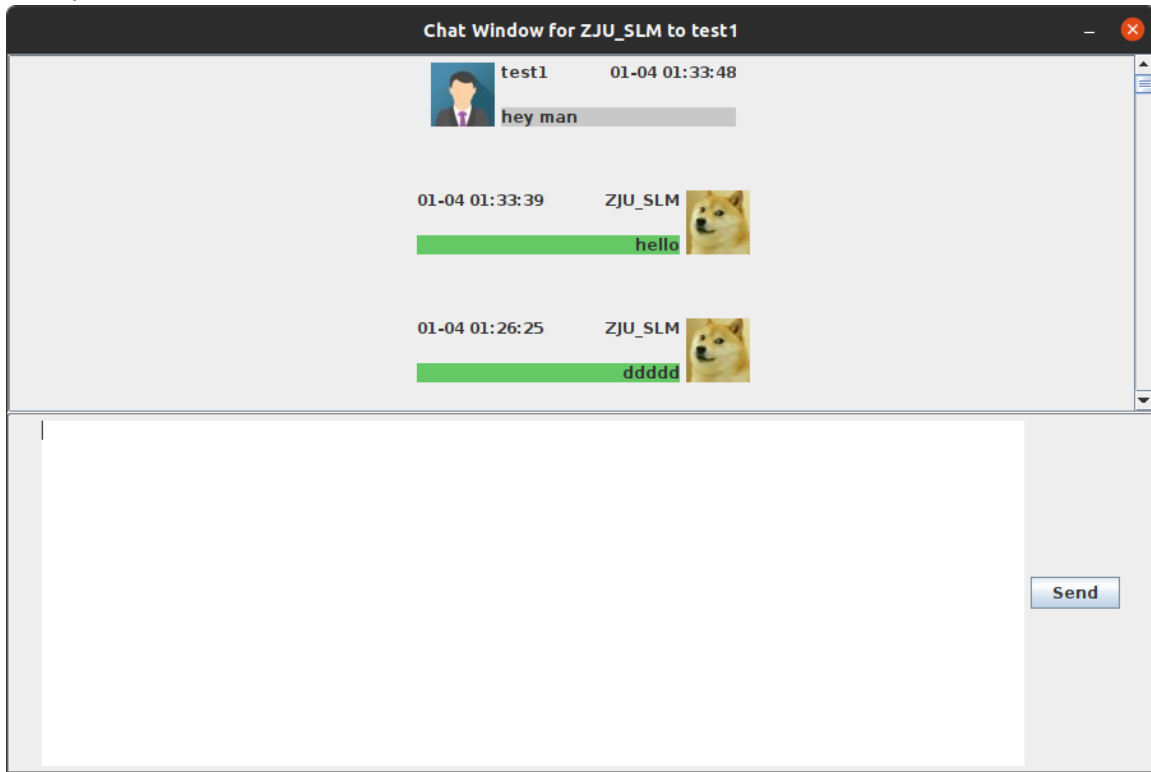 Chat Window for ZJU_SLM to test1
test1 01-04 01:33:48
hey man
01-04 01:33:39 ZJU_SLM
hello
01-04 01:26:25 ZJU_SLM
ddddd
Send